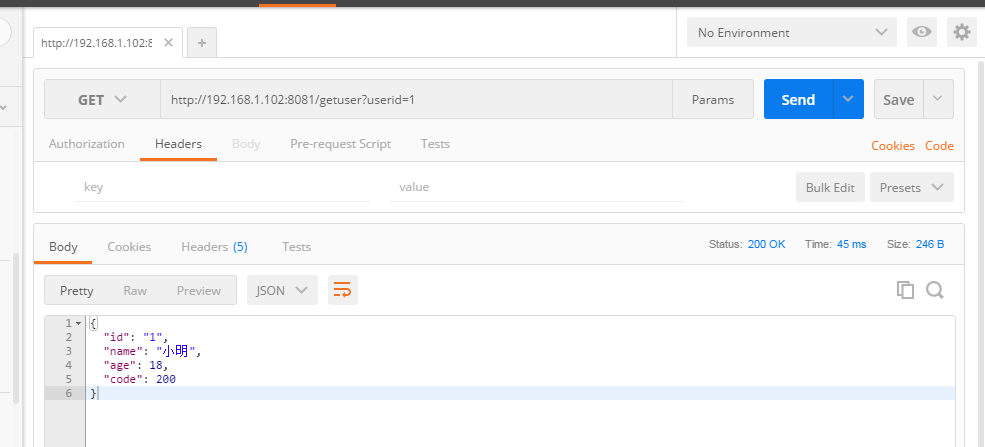 http://192.168.1.102:8 No Environment
GET http://192.168.1.102:8081/getuser?userid=1 Params Send Save
Authorization Headers Body Pre-request Script Tests Cookies Code
key value Bulk Edit Presets
Body Cookies Headers (5) Tests Status: 200 OK Time: 45 ms Size: 246 B
Pretty Raw Preview JSON
1 {
2 "id": "1",
3 "name": "小明",
4 "age": 18,
5 "code": 200
6 }